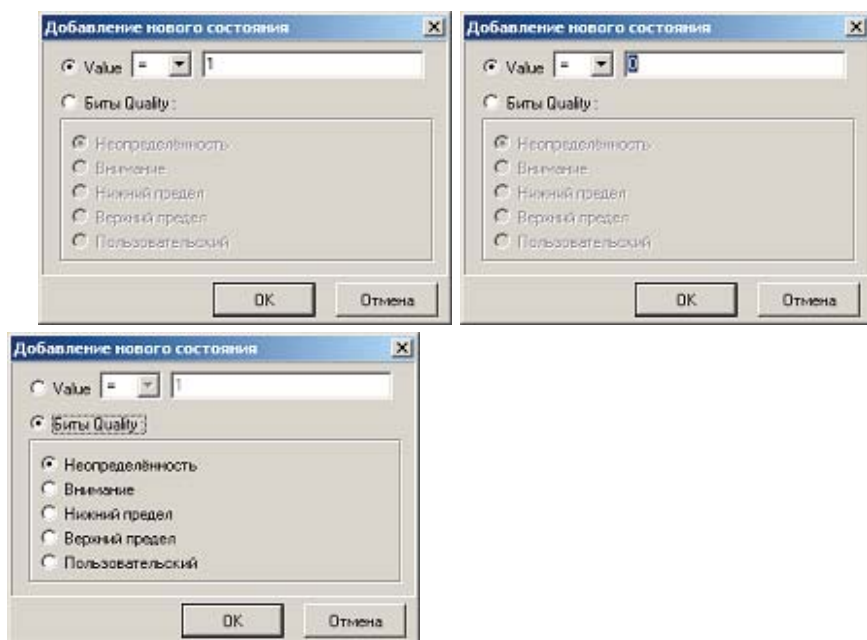 Добавление нового состояния
Value = 1
Биты Quality :
Неопределённость
Внимание
Нижний предел
Верхний предел
Пользовательский
OK Отмена
Добавление нового состояния
Value = 0
Биты Quality :
Неопределённость
Внимание
Нижний предел
Верхний предел
Пользовательский
OK Отмена
Добавление нового состояния
Value = 1
Биты Quality :
Неопределённость
Внимание
Нижний предел
Верхний предел
Пользовательский
OK Отмена